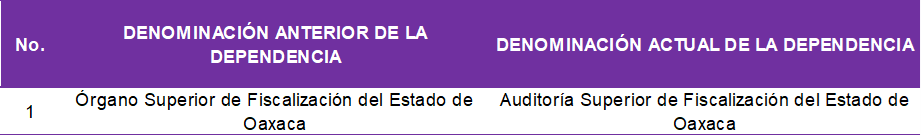 No.
DENOMINACIÓN ANTERIOR DE LA
DEPENDENCIA
DENOMINACIÓN ACTUAL DE LA DEPENDENCIA
1
Órgano Superior de Fiscalización del Estado de
Oaxaca
Auditoría Superior de Fiscalización del Estado de
Oaxaca